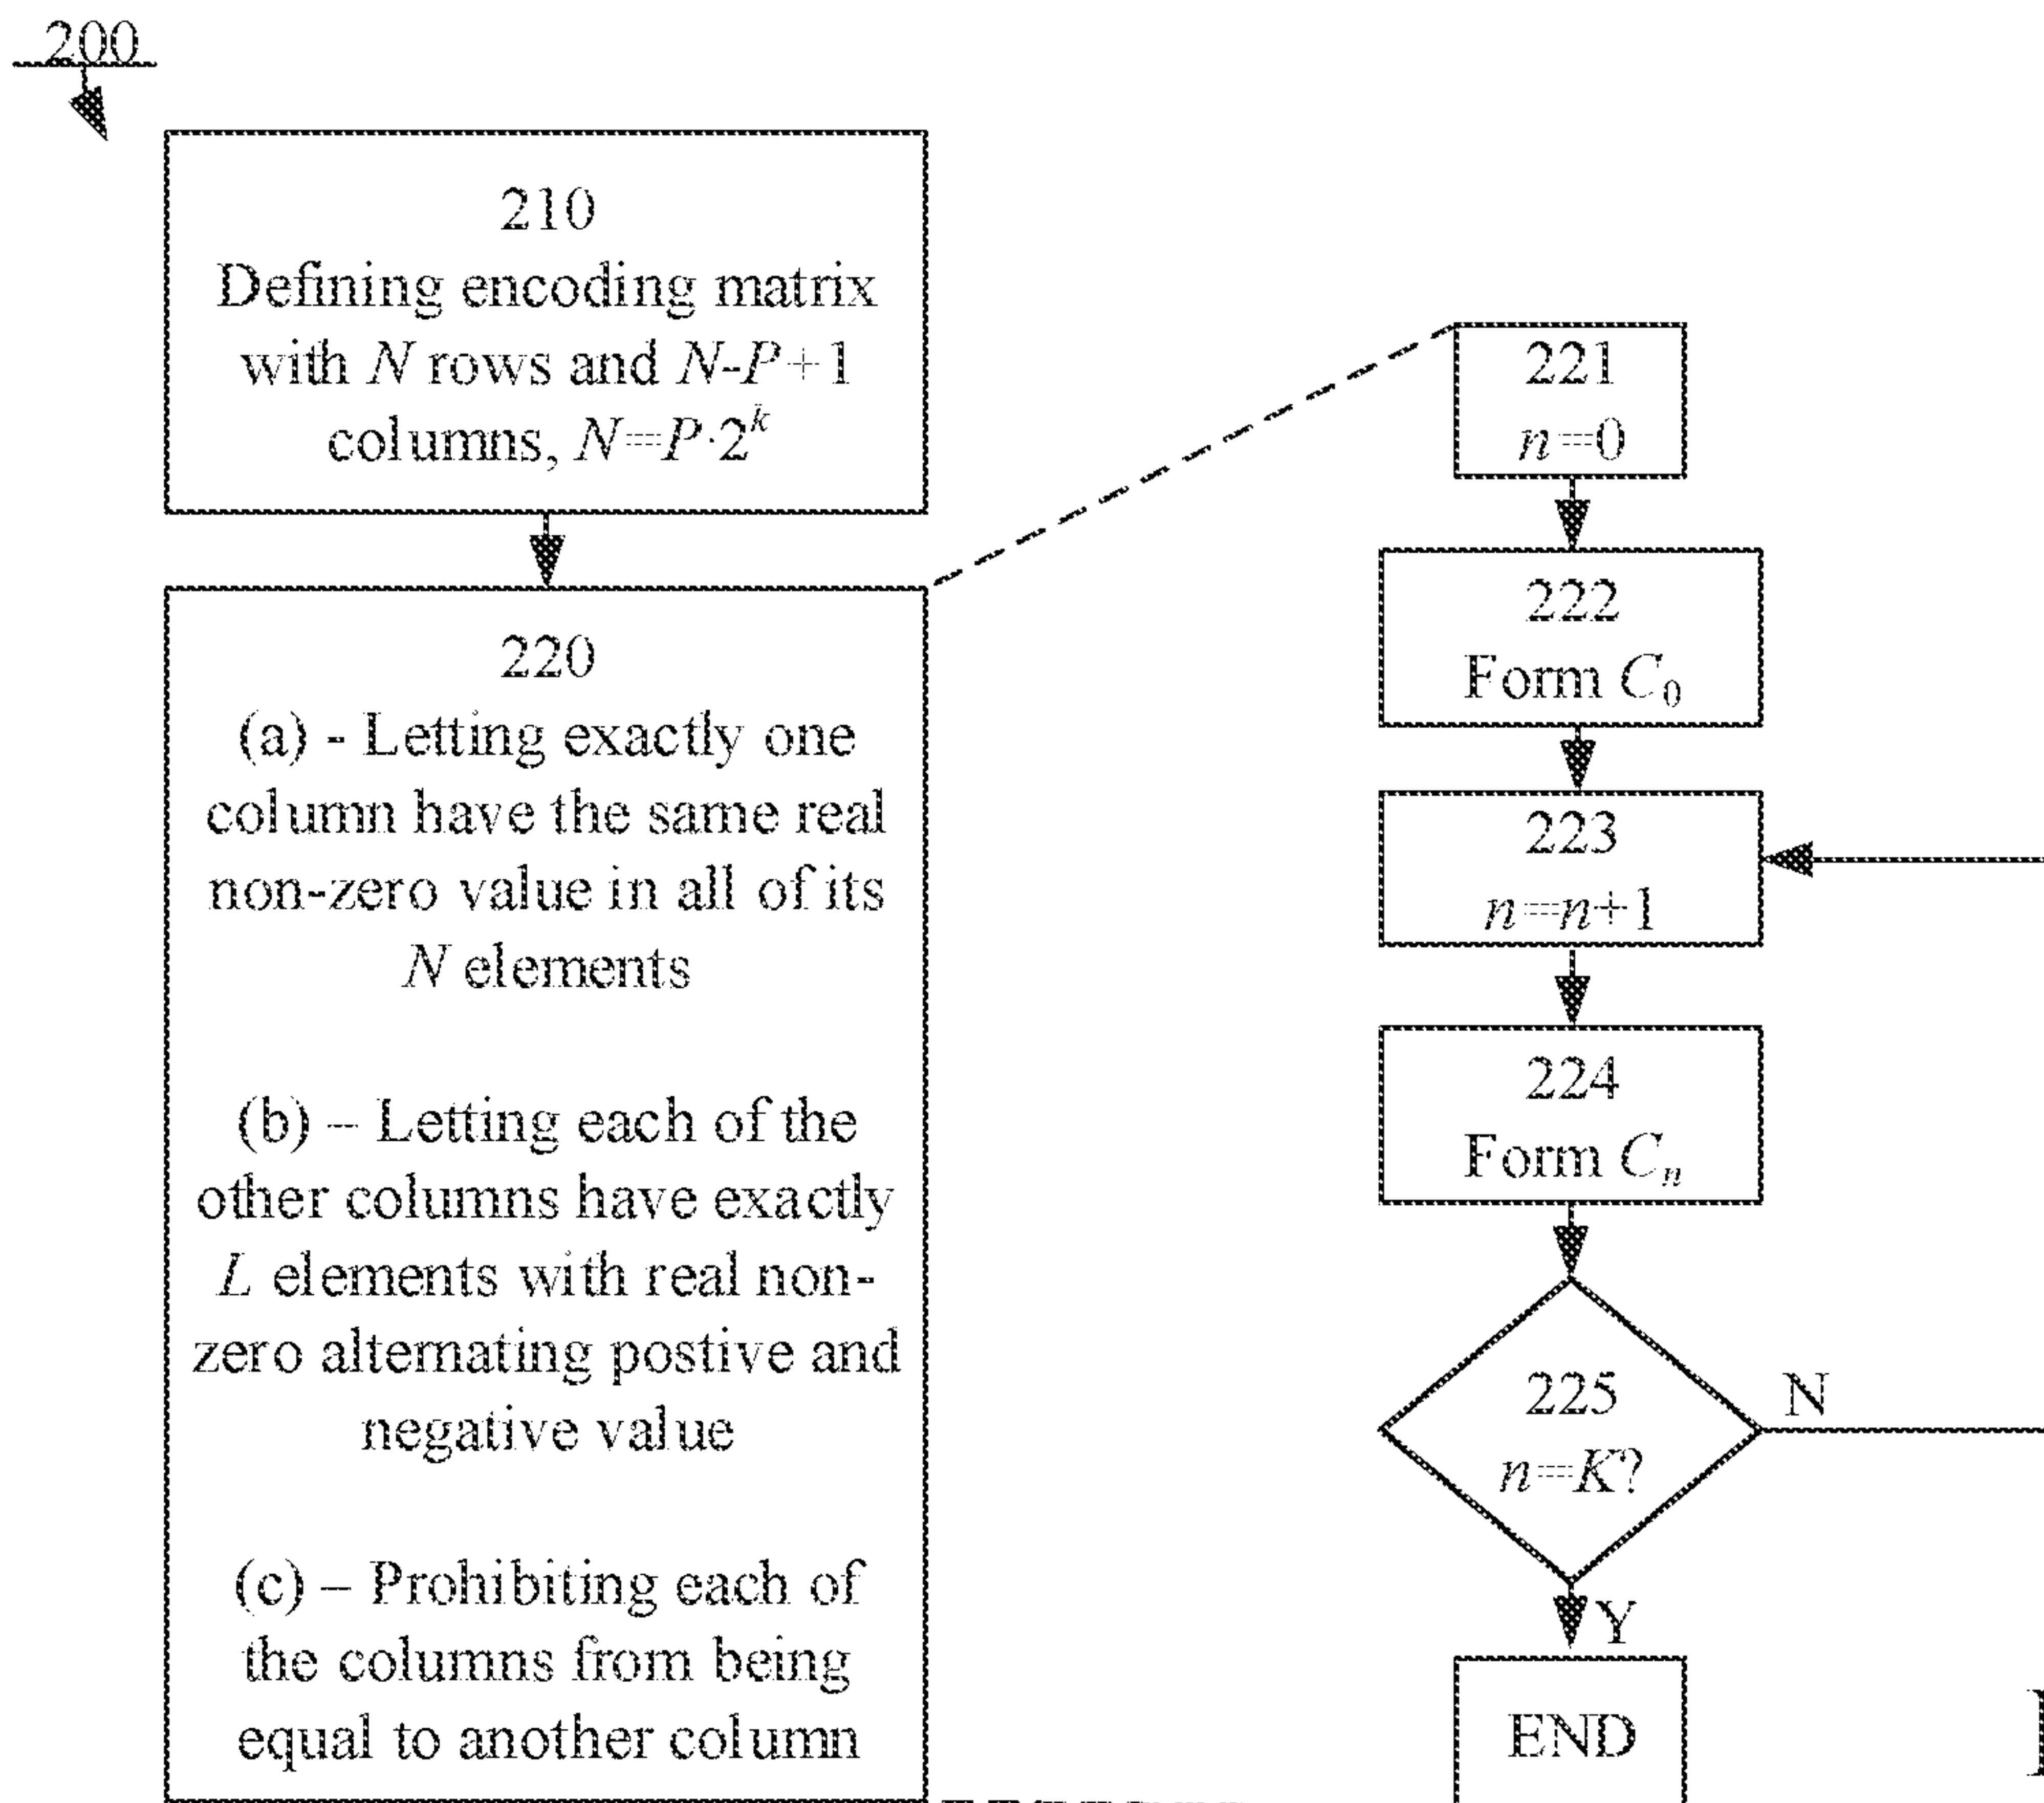 200
210
Defining encoding matrix
with N rows and N-P+1
columns, N=P·2^k
220
(a) - Letting exactly one
column have the same real
non-zero value in all of its
N elements
(b) – Letting each of the
other columns have exactly
L elements with real non-
zero alternating postive and
negative value
(c) – Prohibiting each of
the columns from being
equal to another column
221
n=0
222
Form C₀
223
n=n+1
224
Form Cₙ
225
n=K?
N
Y
END